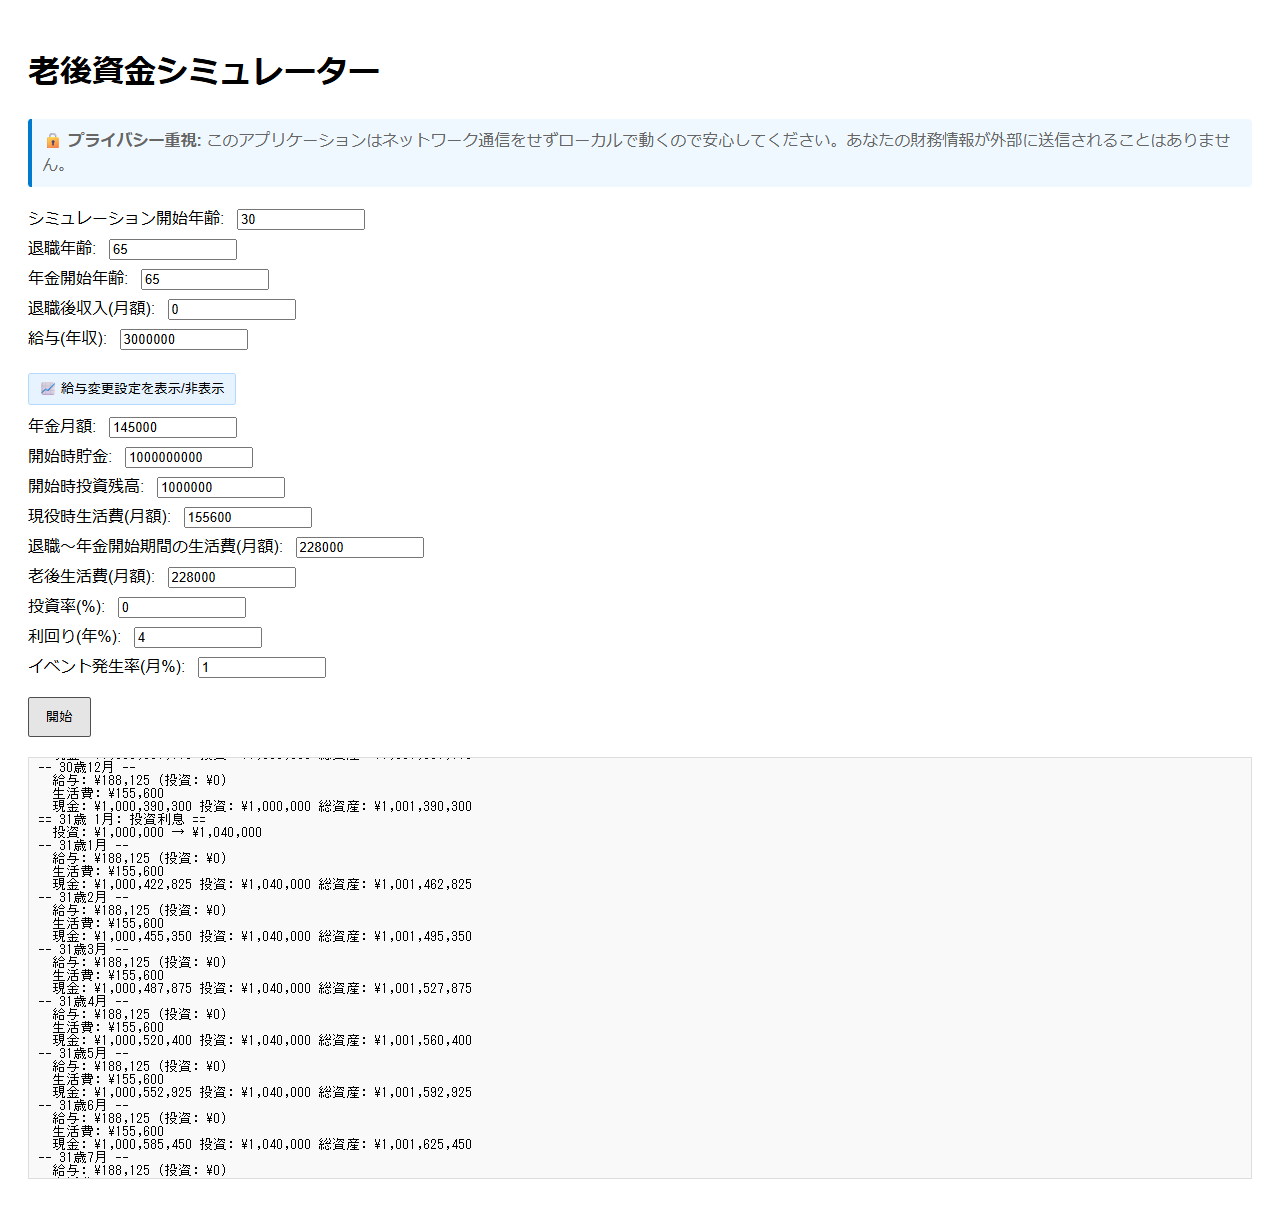 老後資金シミュレーター
🔒 プライバシー重視: このアプリケーションはネットワーク通信をせずローカルで動くので安心してください。あなたの財務情報が外部に送信されることはありませ
ん。
シミュレーション開始年齢: 30
退職年齢: 65
年金開始年齢: 65
退職後収入(月額): 0
給与(年収): 3000000
📈 給与変更設定を表示/非表示
年金月額: 145000
開始時貯金: 1000000000
開始時投資残高: 1000000
現役時生活費(月額): 155600
退職〜年金開始期間の生活費(月額): 228000
老後生活費(月額): 228000
投資率(%): 0
利回り(年%): 4
イベント発生率(月%): 1
開始
-- 30歳12月 --
給与: ¥188,125 (投資: ¥0)
生活費: ¥155,600
現金: ¥1,000,390,300 投資: ¥1,000,000 総資産: ¥1,001,390,300
== 31歳 1月: 投資利息 ==
投資: ¥1,000,000 → ¥1,040,000
-- 31歳1月 --
給与: ¥188,125 (投資: ¥0)
生活費: ¥155,600
現金: ¥1,000,422,825 投資: ¥1,040,000 総資産: ¥1,001,462,825
-- 31歳2月 --
給与: ¥188,125 (投資: ¥0)
生活費: ¥155,600
現金: ¥1,000,455,350 投資: ¥1,040,000 総資産: ¥1,001,495,350
-- 31歳3月 --
給与: ¥188,125 (投資: ¥0)
生活費: ¥155,600
現金: ¥1,000,487,875 投資: ¥1,040,000 総資産: ¥1,001,527,875
-- 31歳4月 --
給与: ¥188,125 (投資: ¥0)
生活費: ¥155,600
現金: ¥1,000,520,400 投資: ¥1,040,000 総資産: ¥1,001,560,400
-- 31歳5月 --
給与: ¥188,125 (投資: ¥0)
生活費: ¥155,600
現金: ¥1,000,552,925 投資: ¥1,040,000 総資産: ¥1,001,592,925
-- 31歳6月 --
給与: ¥188,125 (投資: ¥0)
生活費: ¥155,600
現金: ¥1,000,585,450 投資: ¥1,040,000 総資産: ¥1,001,625,450
-- 31歳7月 --
給与: ¥188,125 (投資: ¥0)